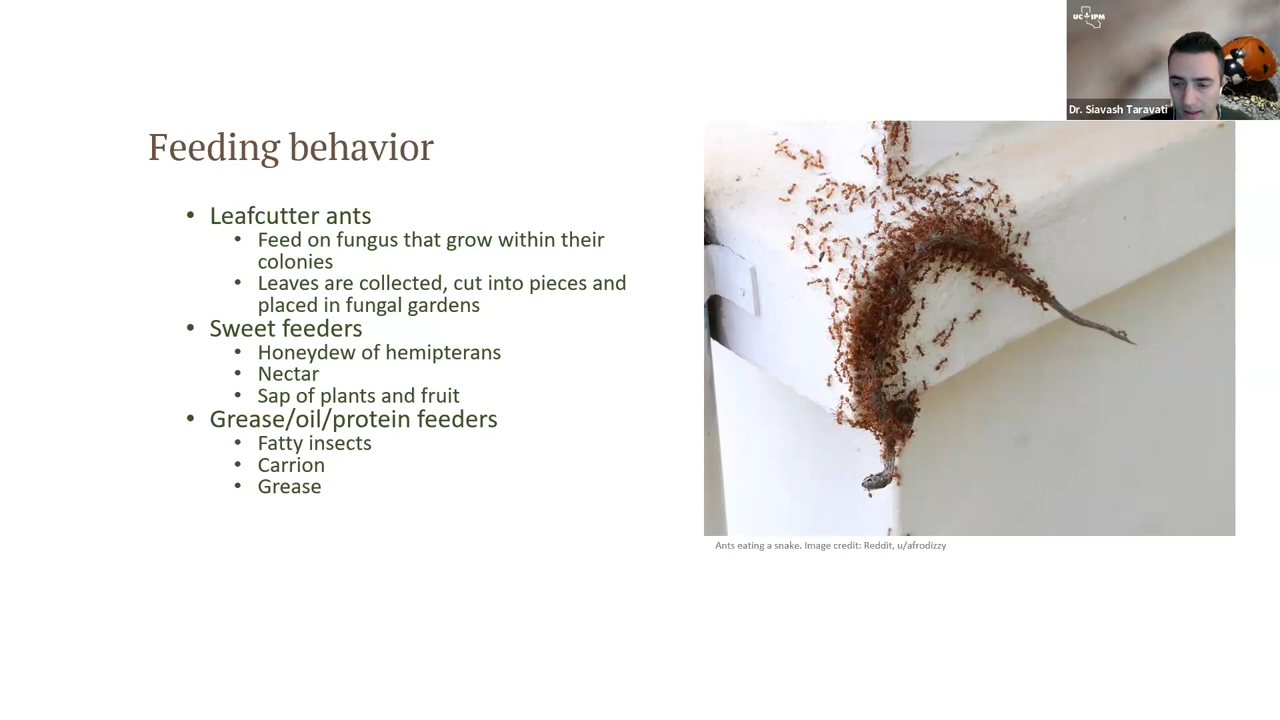 UC IPM
Dr. Siavash Taravati
Feeding behavior
• Leafcutter ants
• Feed on fungus that grow within their
colonies
• Leaves are collected, cut into pieces and
placed in fungal gardens
• Sweet feeders
• Honeydew of hemipterans
• Nectar
• Sap of plants and fruit
• Grease/oil/protein feeders
• Fatty insects
• Carrion
• Grease
Ants eating a snake. Image credit: Reddit, u/afrodizzy